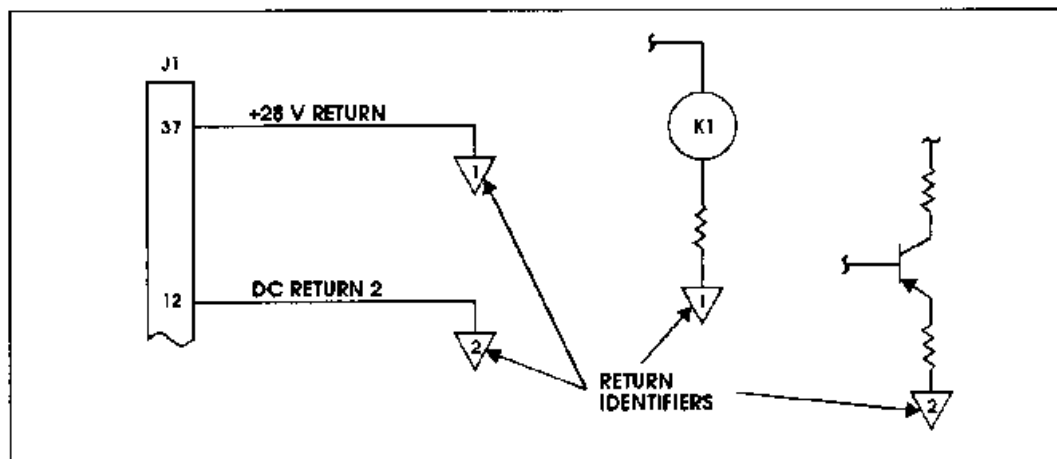 J1
37
+28 V RETURN
1
12
DC RETURN 2
2
K1
1
2
RETURN
IDENTIFIERS